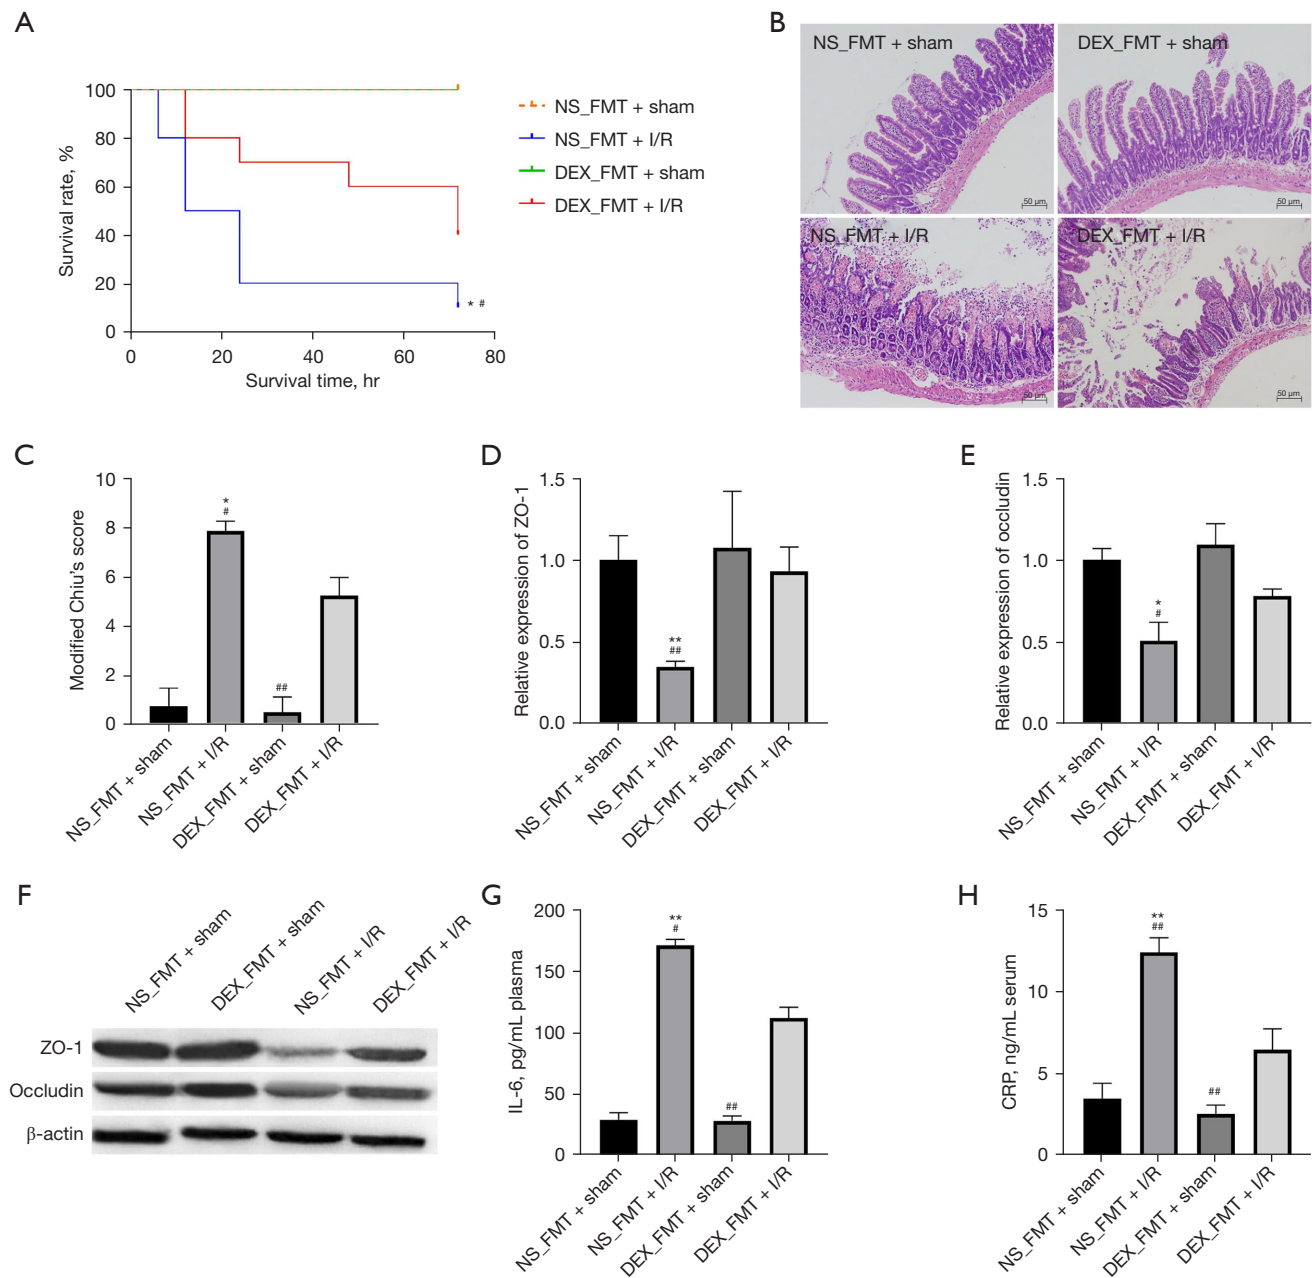 A
Survival rate, %
100
80
60
40
20
0
0 20 40 60 80
Survival time, hr
* #
NS_FMT + sham
NS_FMT + I/R
DEX_FMT + sham
DEX_FMT + I/R
B
NS_FMT + sham
50 μm
DEX_FMT + sham
50 μm
NS_FMT + I/R
50 μm
DEX_FMT + I/R
50 μm
C
Modified Chiu's score
10
8
6
4
2
0
*
#
##
NS_FMT + sham
NS_FMT + I/R
DEX_FMT + sham
DEX_FMT + I/R
D
Relative expression of ZO-1
1.5
1.0
0.5
0.0
**
##
NS_FMT + sham
NS_FMT + I/R
DEX_FMT + sham
DEX_FMT + I/R
E
Relative expression of occludin
1.5
1.0
0.5
0.0
*
#
NS_FMT + sham
NS_FMT + I/R
DEX_FMT + sham
DEX_FMT + I/R
F
NS_FMT + sham
DEX_FMT + sham
NS_FMT + I/R
DEX_FMT + I/R
ZO-1
Occludin
β-actin
G
IL-6, pg/mL plasma
200
150
100
50
0
**
#
##
NS_FMT + sham
NS_FMT + I/R
DEX_FMT + sham
DEX_FMT + I/R
H
CRP, ng/mL serum
15
10
5
0
**
##
##
NS_FMT + sham
NS_FMT + I/R
DEX_FMT + sham
DEX_FMT + I/R